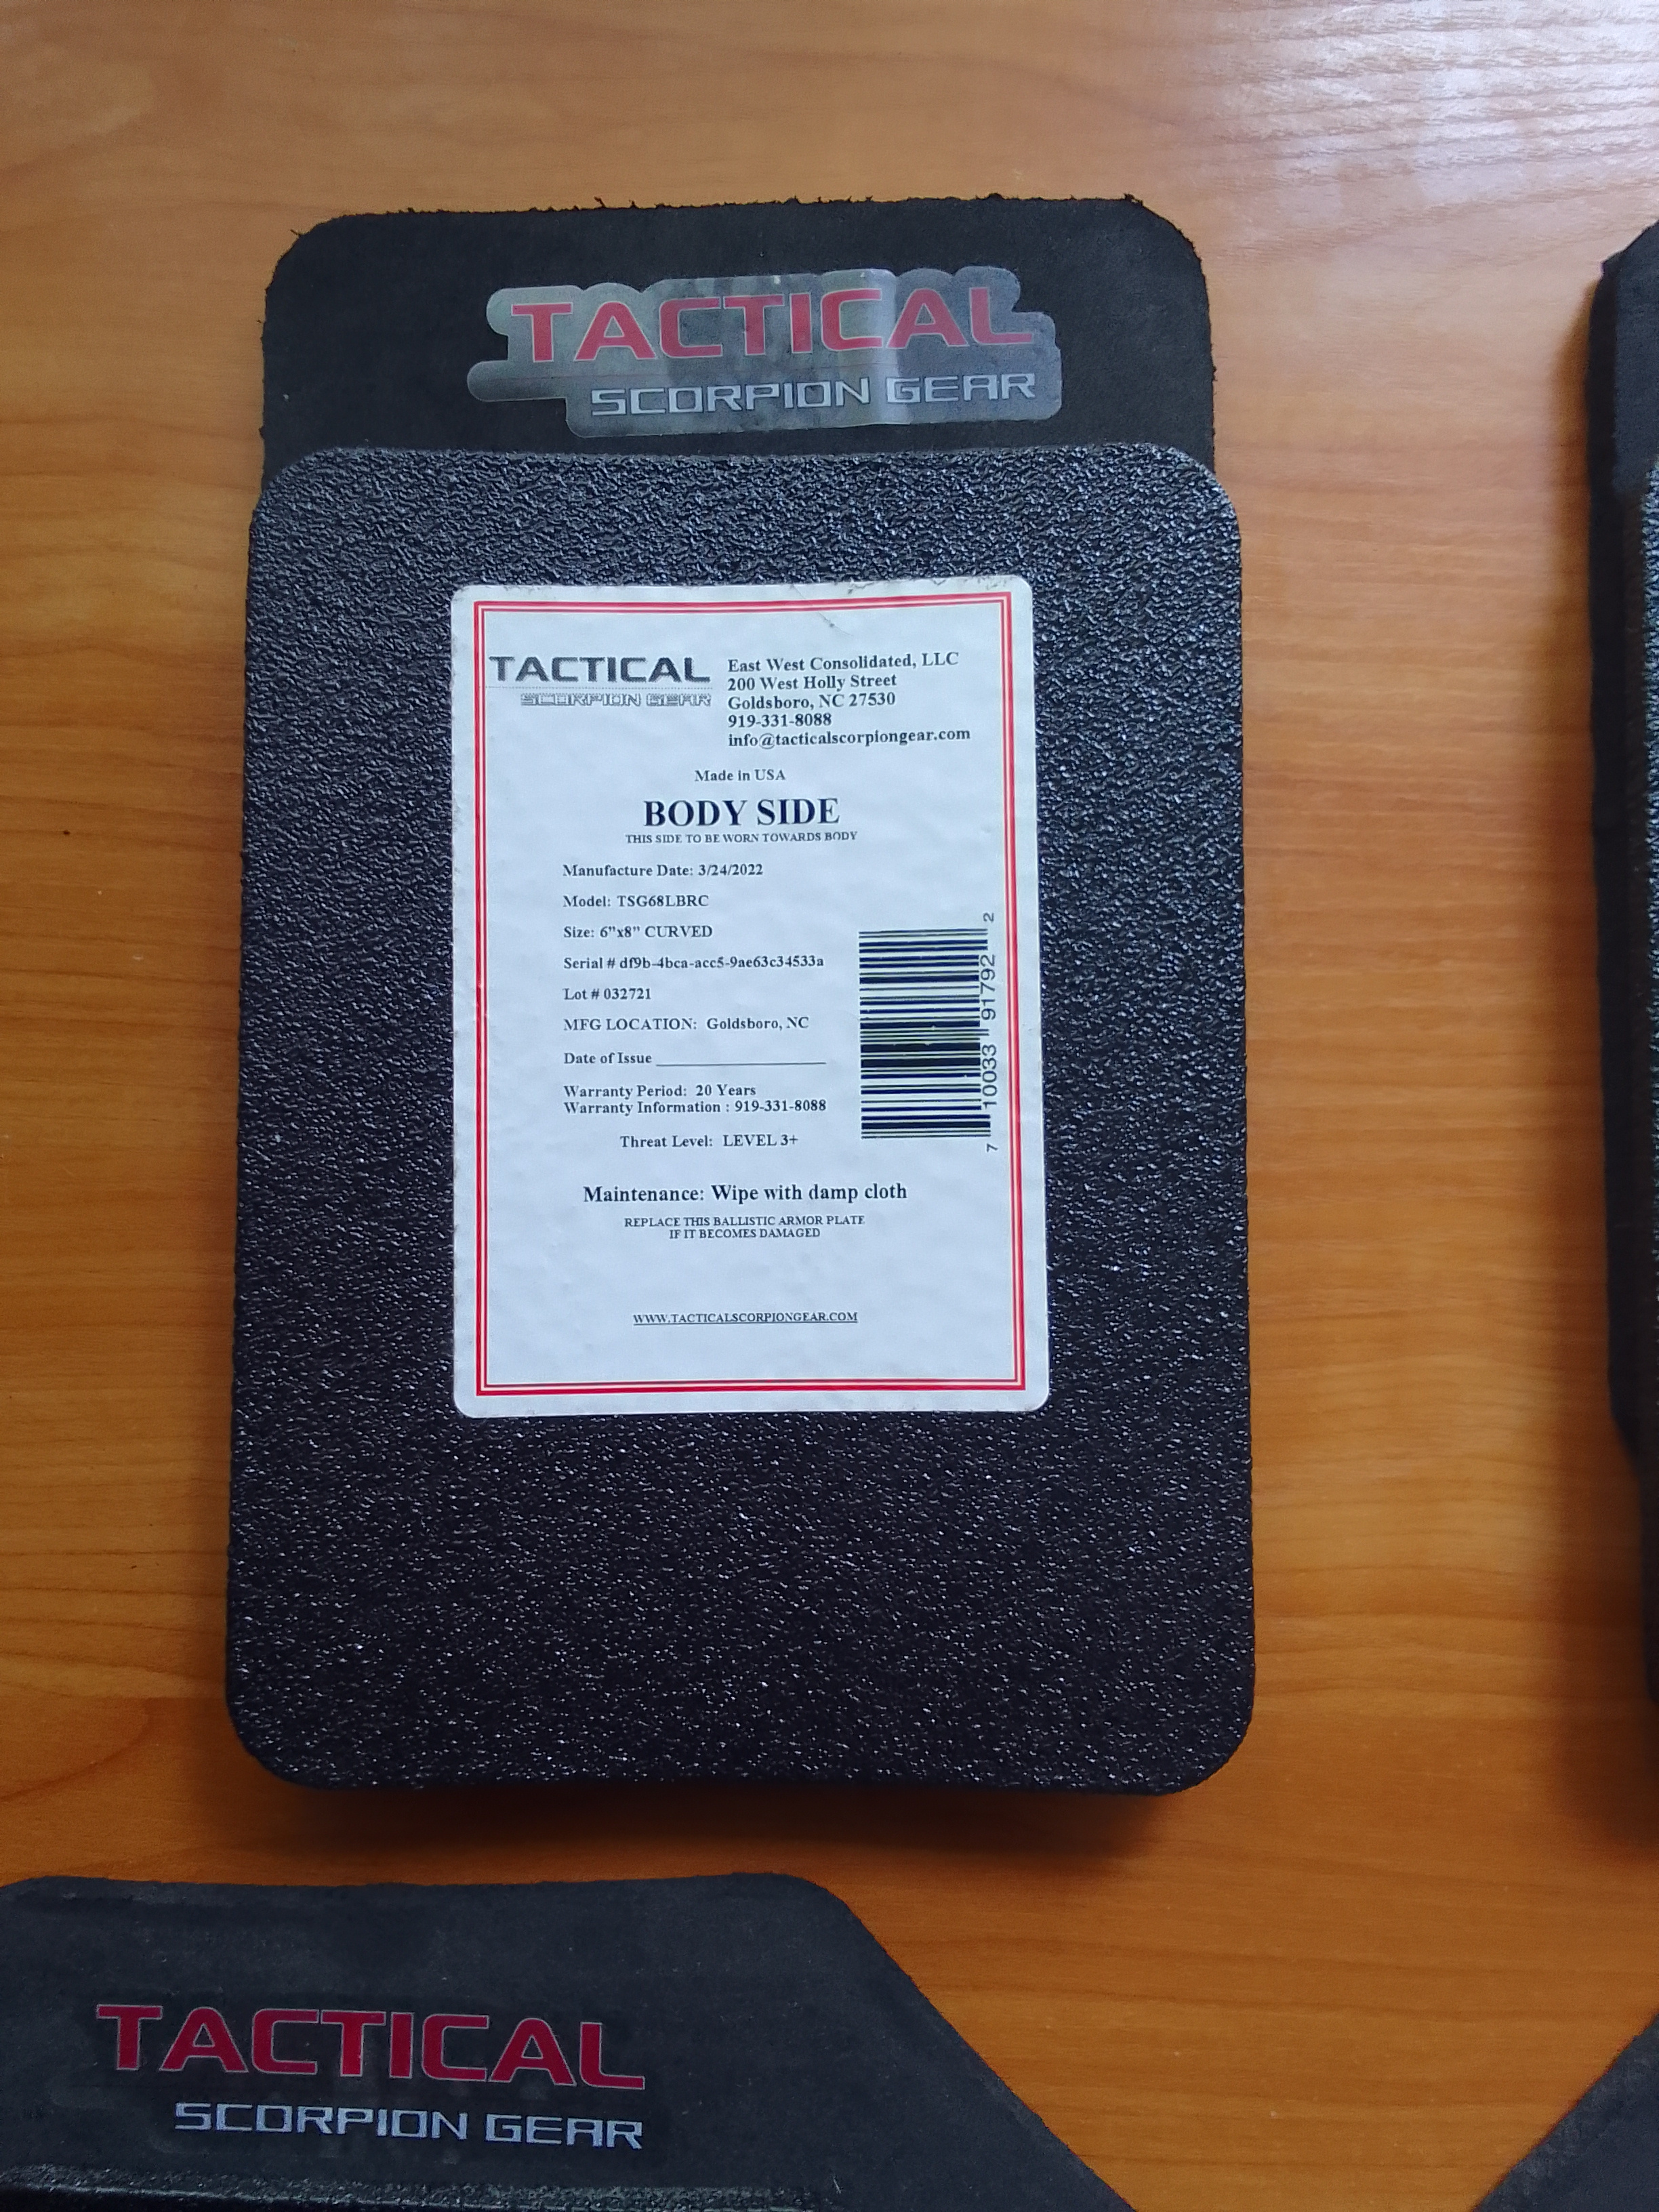 TACTICAL
SCORPION GEAR
TACTICAL
SCORPION GEAR
East West Consolidated, LLC
200 West Holly Street
Goldsboro, NC 27530
919-331-8088
info@tacticalscorpiongear.com
Made in USA
BODY SIDE
THIS SIDE TO BE WORN TOWARDS BODY
Manufacture Date: 3/24/2022
Model: TSG68LBRC
Size: 6”x8” CURVED
Serial # df9b-4bca-acc5-9ae63c34533a
Lot # 032721
MFG LOCATION: Goldsboro, NC
Date of Issue
Warranty Period: 20 Years
Warranty Information : 919-331-8088
Threat Level: LEVEL 3+
7 10033 91792 2
Maintenance: Wipe with damp cloth
REPLACE THIS BALLISTIC ARMOR PLATE
IF IT BECOMES DAMAGED
WWW.TACTICALSCORPIONGEAR.COM
TACTICAL
SCORPION GEAR